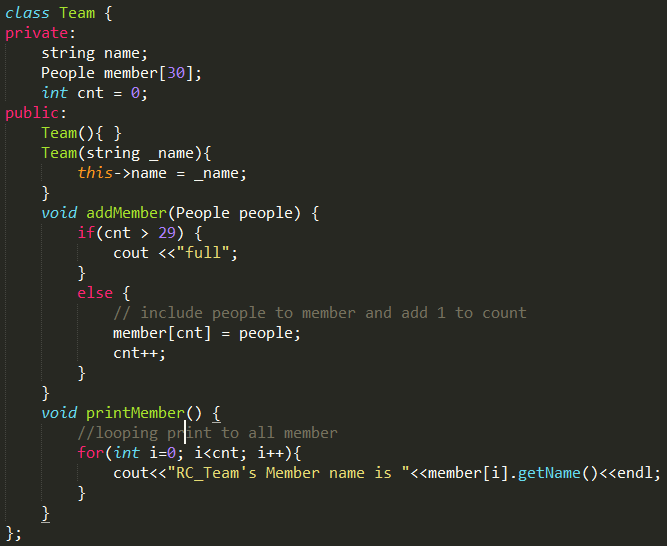 class Team {
private:
    string name;
    People member[30];
    int cnt = 0;
public:
    Team(){ }
    Team(string _name){
        this->name = _name;
    }
    void addMember(People people) {
        if(cnt > 29) {
            cout <<"full";
        }
        else {
            // include people to member and add 1 to count
            member[cnt] = people;
            cnt++;
        }
    }
    void printMember() {
        //looping print to all member
        for(int i=0; i<cnt; i++){
            cout<<"RC_Team's Member name is "<<member[i].getName()<<endl;
        }
    }
};